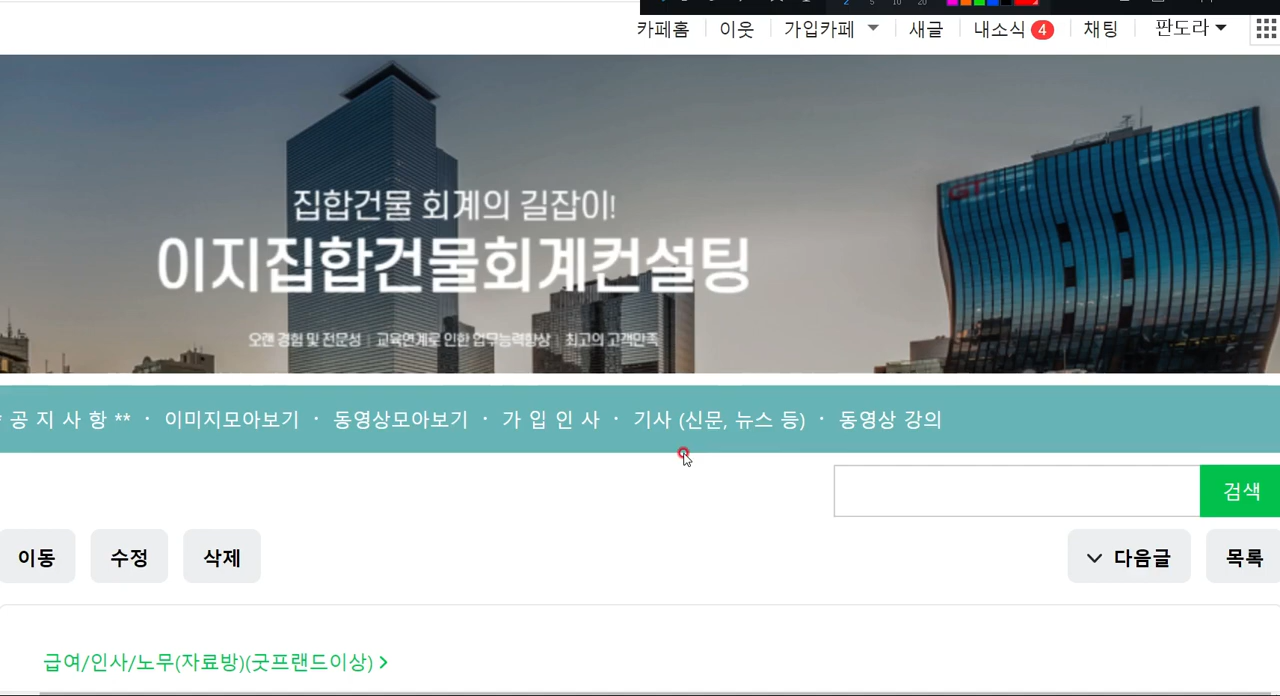 2 5 10 20
카페홈 이웃 가입카페 새글 내소식 4 채팅 판도라
GT
집합건물 회계의 길잡이!
이지집합건물회계컨설팅
오랜 경험 및 전문성 | 교육연계로 인한 업무능력향상 | 최고의 고객만족
공 지 사 항 ** · 이미지모아보기 · 동영상모아보기 · 가 입 인 사 · 기사 (신문, 뉴스 등) · 동영상 강의
검색
이동 수정 삭제 다음글 목록
급여/인사/노무(자료방)(굿프랜드이상) >